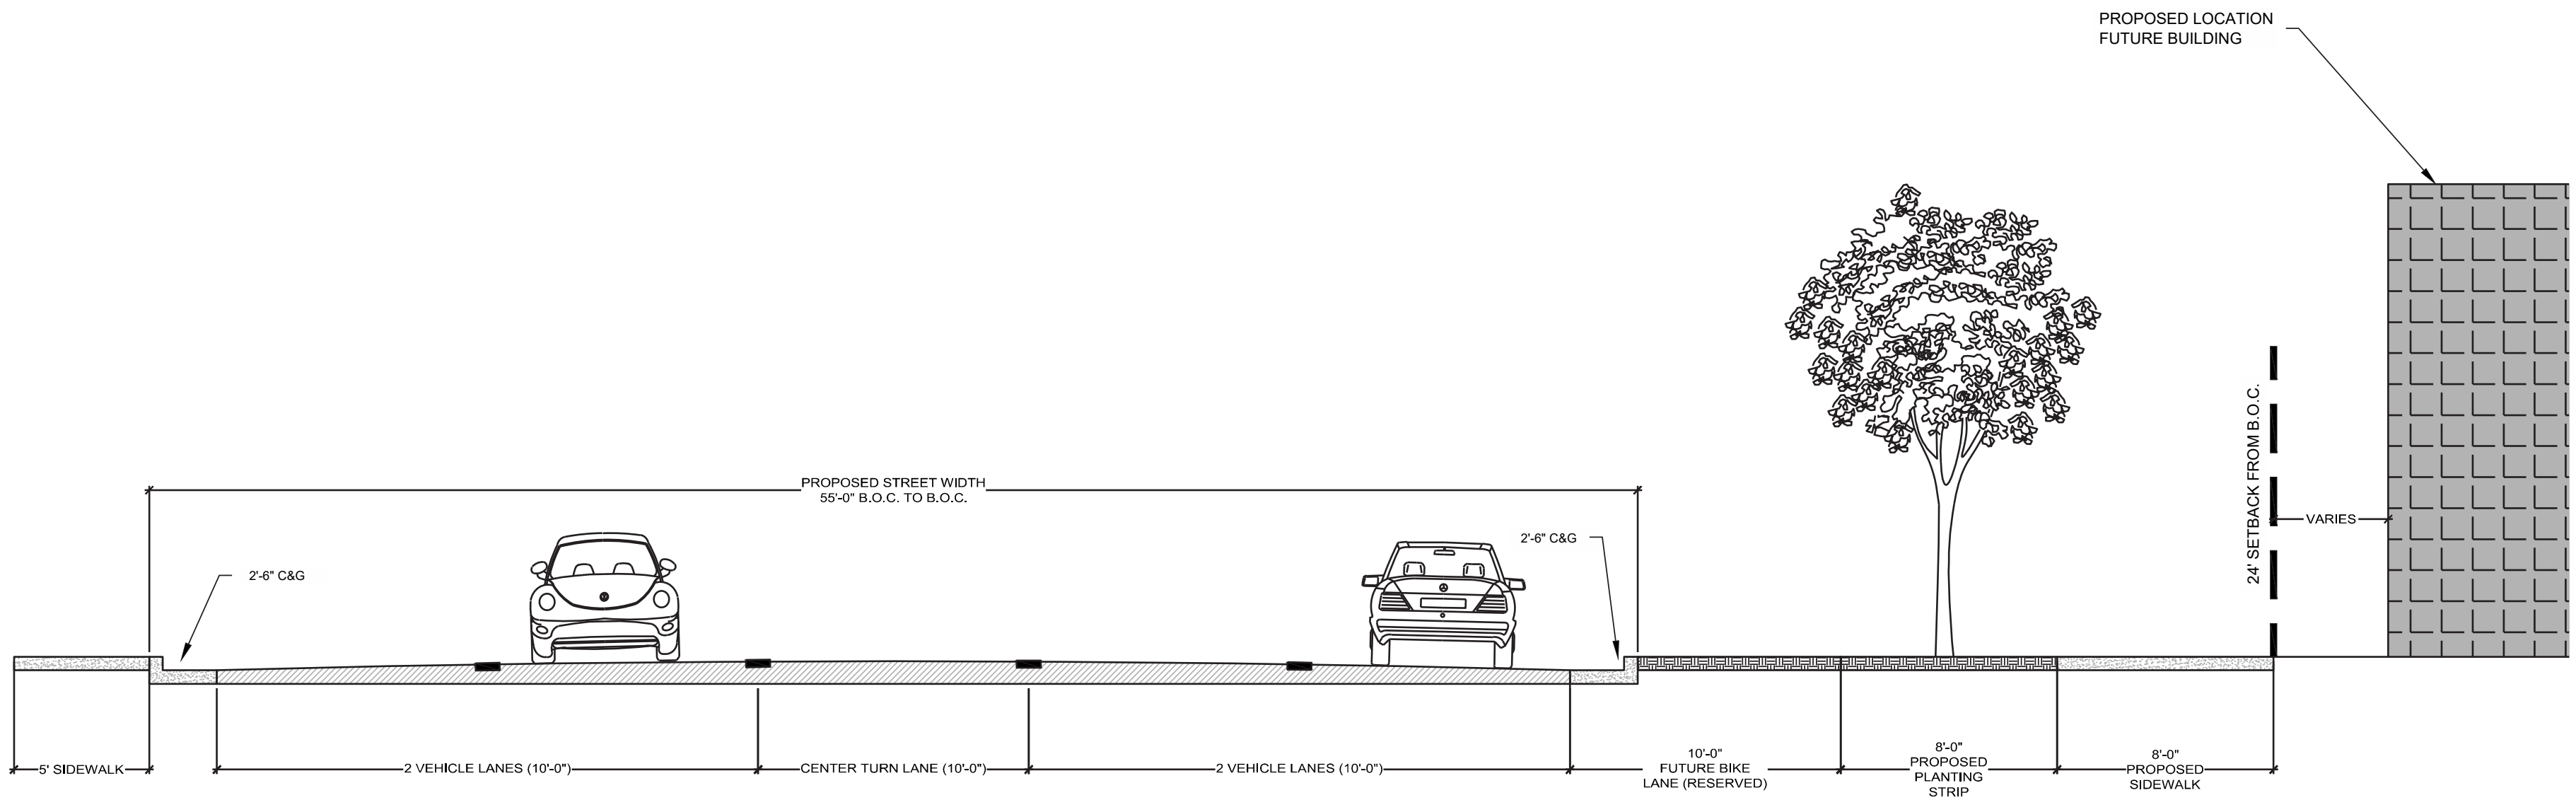 PROPOSED LOCATION
FUTURE BUILDING
PROPOSED STREET WIDTH
55'-0" B.O.C. TO B.O.C.
2'-6" C&G
2'-6" C&G
24' SETBACK FROM B.O.C.
VARIES
5' SIDEWALK
2 VEHICLE LANES (10'-0")
CENTER TURN LANE (10'-0")
2 VEHICLE LANES (10'-0")
10'-0"
FUTURE BIKE
LANE (RESERVED)
8'-0"
PROPOSED
PLANTING
STRIP
8'-0"
PROPOSED
SIDEWALK